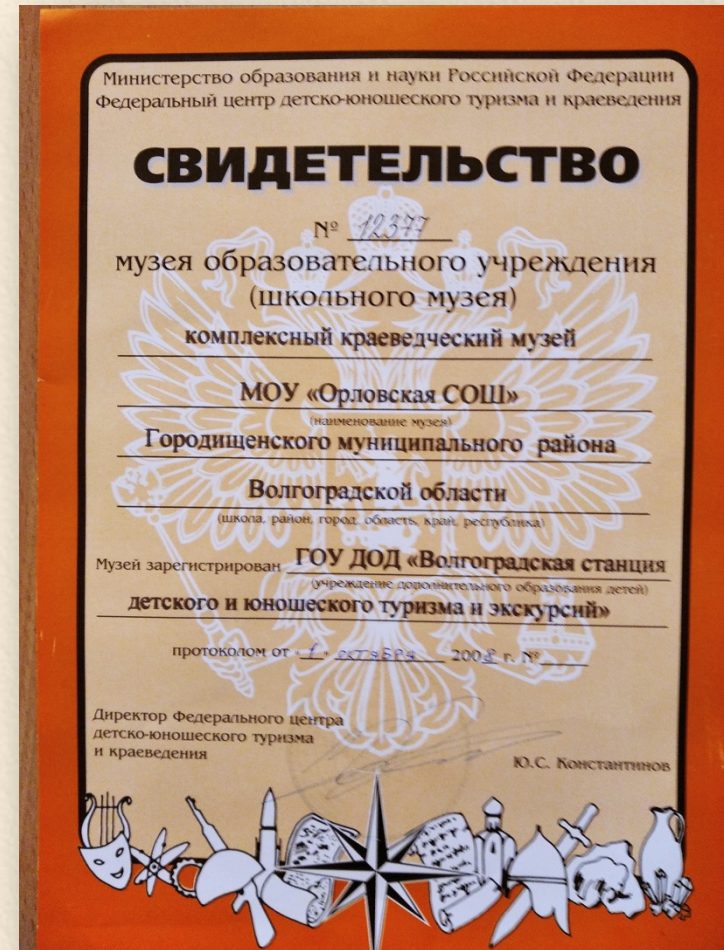 Министерство образования и науки Российской Федерации
Федеральный центр детско-юношеского туризма и краеведения
СВИДЕТЕЛЬСТВО
№ 12377
музея образовательного учреждения
(школьного музея)
комплексный краеведческий музей
МОУ «Орловская СОШ»
(наименование музея)
Городищенского муниципального района
Волгоградской области
(школа, район, город, область, край, республика)
Музей зарегистрирован ГОУ ДОД «Волгоградская станция
(учреждение дополнительного образования детей)
детского и юношеского туризма и экскурсий»
протоколом от «1» октября 2008 г. №
Директор Федерального центра
детско-юношеского туризма
и краеведения
Ю.С. Константинов